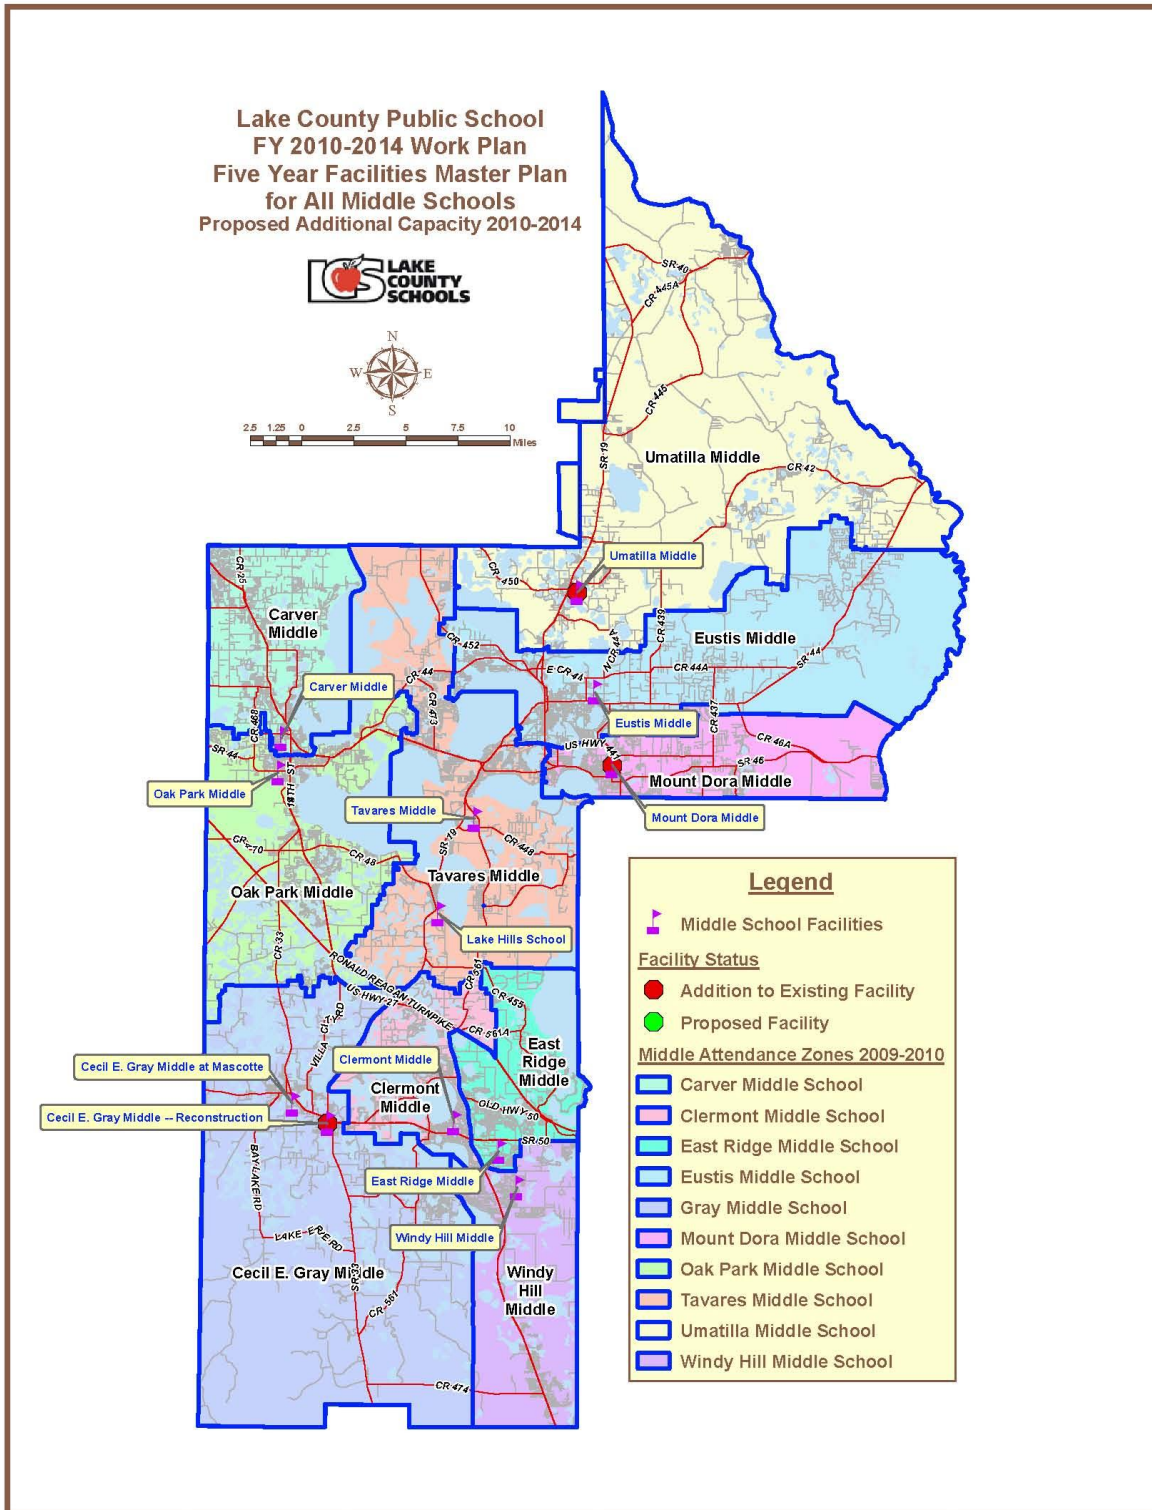 Lake County Public School
FY 2010-2014 Work Plan
Five Year Facilities Master Plan
for All Middle Schools
Proposed Additional Capacity 2010-2014
LCS LAKE
COUNTY
SCHOOLS
N
W E
S
2.5 1.25 0 2.5 5 7.5 10
Miles
SR 40
CR 445A
CR 445
SR 19
Umatilla Middle
CR 42
Umatilla Middle
CR 450
CR 25
Carver
Middle
CR 439
Eustis Middle
CR 452
N CR 44A
E CR 44
CR 44A
SR 44
CR 44
Carver Middle
CR 473
CR 437
CR 468
Eustis Middle
US HWY 441
CR 46A
SR 44
SR 46
Mount Dora Middle
Oak Park Middle
Tavares Middle
Mount Dora Middle
SR 19
CR 448
CR 48
Oak Park Middle
Tavares Middle
Lake Hills School
CR 33
RONALD REAGAN TURNPIKE
US HWY 27
CR 561
CR 455
CR 561A
VILLA CITY RD
East
Ridge
Middle
Clermont Middle
Cecil E. Gray Middle at Mascotte
Clermont
Middle
Cecil E. Gray Middle -- Reconstruction
OLD HWY 50
SR 50
BAY LAKE RD
East Ridge Middle
LAKE ERIE RD
Windy Hill Middle
Cecil E. Gray Middle
SR 33
Windy
Hill
Middle
CR 561
CR 474
Legend
Middle School Facilities
Facility Status
Addition to Existing Facility
Proposed Facility
Middle Attendance Zones 2009-2010
Carver Middle School
Clermont Middle School
East Ridge Middle School
Eustis Middle School
Gray Middle School
Mount Dora Middle School
Oak Park Middle School
Tavares Middle School
Umatilla Middle School
Windy Hill Middle School